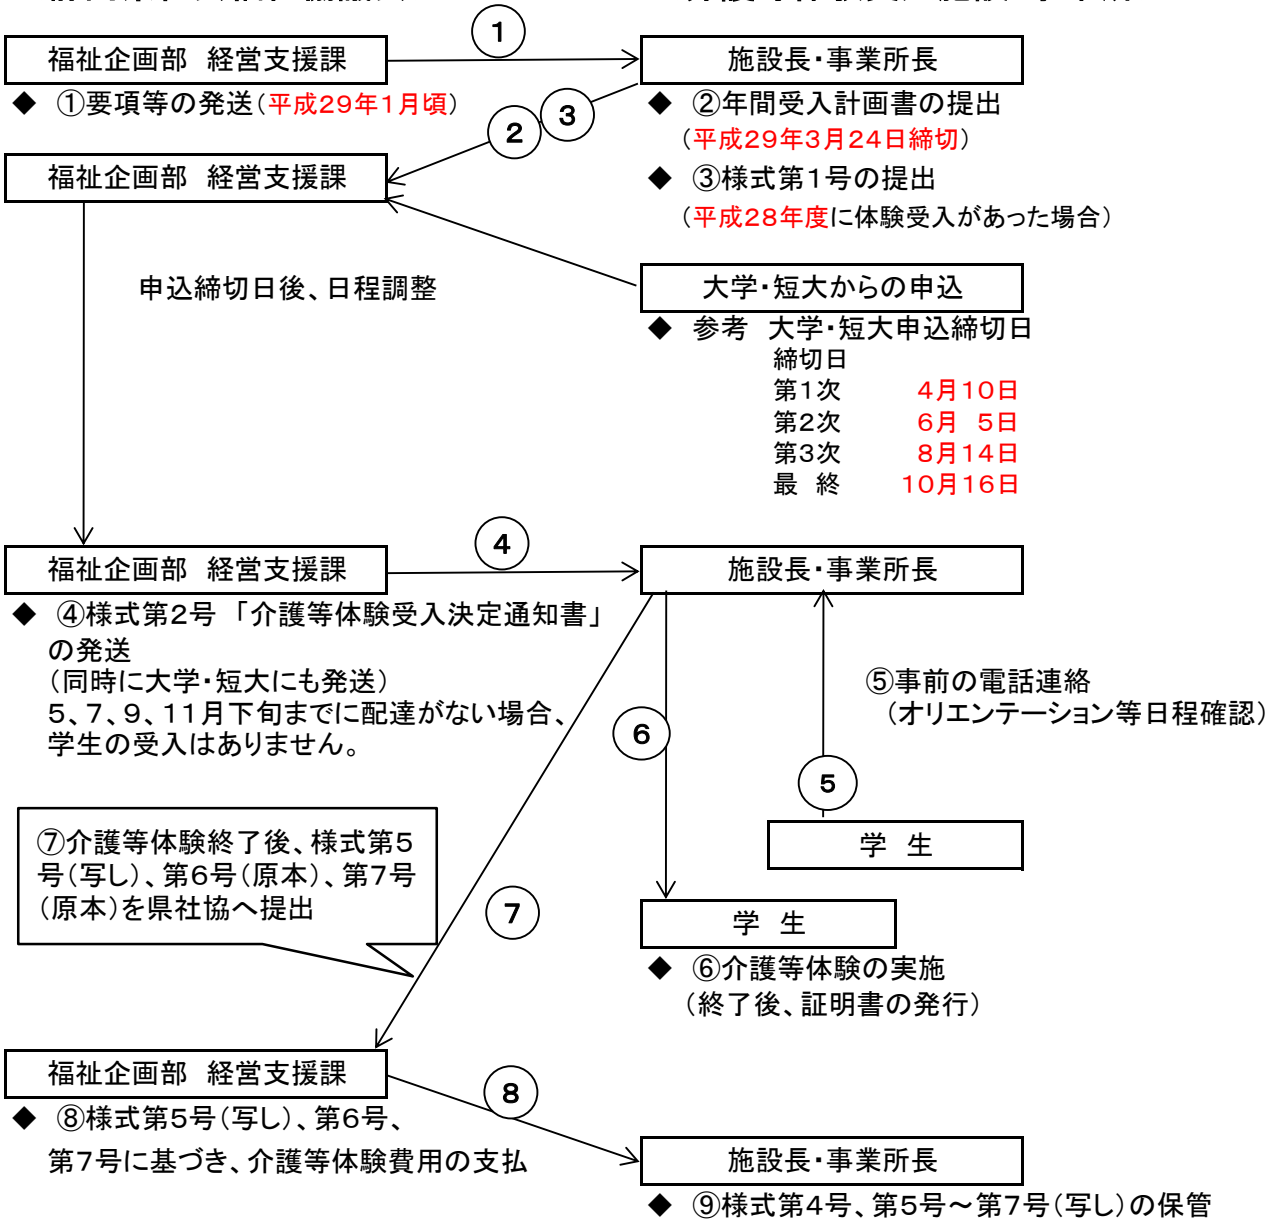 ①
福祉企画部　経営支援課
施設長・事業所長
◆　①要項等の発送（平成２９年１月頃）
◆　②年間受入計画書の提出
（平成２９年３月２４日締切）
②
③
福祉企画部　経営支援課
◆　③様式第１号の提出
（平成２８年度に体験受入があった場合）
申込締切日後、日程調整
大学・短大からの申込
◆　参考　大学・短大申込締切日
締切日
第１次　４月１０日
第２次　６月　５日
第３次　８月１４日
最　終　１０月１６日
④
福祉企画部　経営支援課
施設長・事業所長
◆　④様式第２号 「介護等体験受入決定通知書」
の発送
（同時に大学・短大にも発送）
５、７、９、１１月下旬までに配達がない場合、
学生の受入はありません。
⑤事前の電話連絡
（オリエンテーション等日程確認）
⑥
⑤
学　生
⑦介護等体験終了後、様式第５
号（写し）、第６号（原本）、第７号
（原本）を県社協へ提出
⑦
学　生
◆　⑥介護等体験の実施
（終了後、証明書の発行）
福祉企画部　経営支援課
⑧
◆　⑧様式第５号（写し）、第６号、
第７号に基づき、介護等体験費用の支払
施設長・事業所長
◆　⑨様式第４号、第５号～第７号（写し）の保管